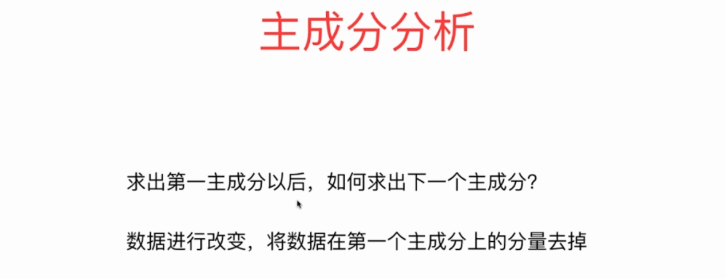 主成分分析
求出第一主成分以后，如何求出下一个主成分？
数据进行改变，将数据在第一个主成分上的分量去掉